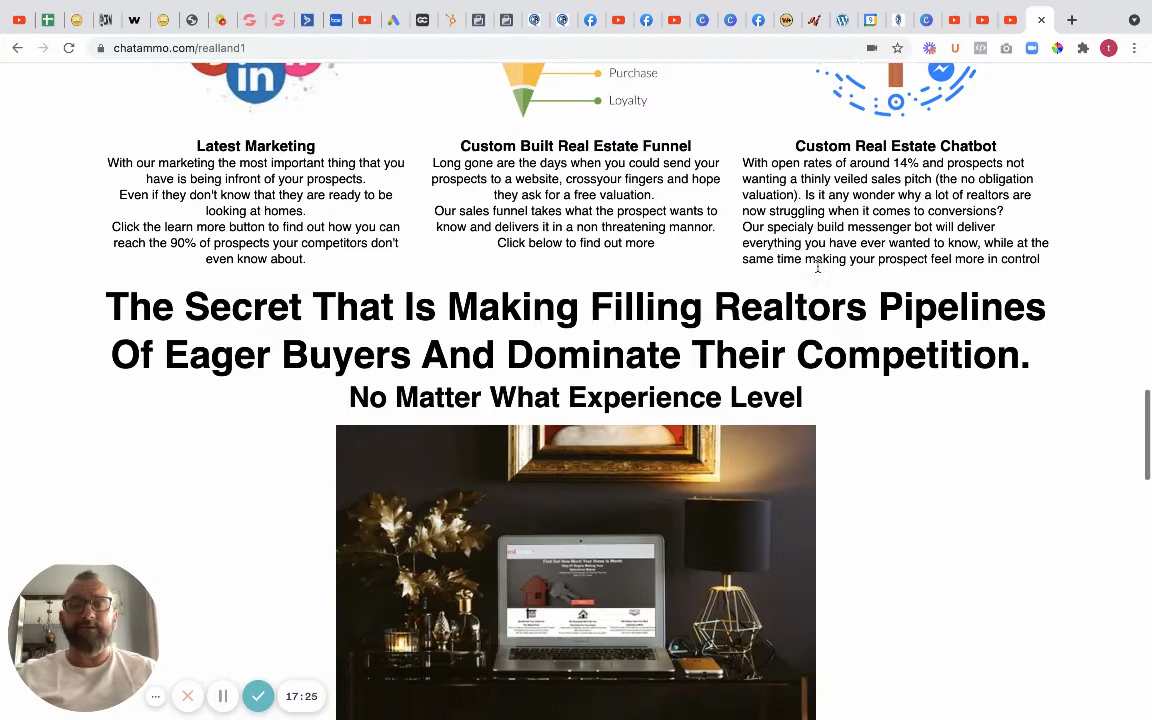 chatammo.com/realland1
in
Purchase
Loyalty
Latest Marketing
With our marketing the most important thing that you
have is being infront of your prospects.
Even if they don't know that they are ready to be
looking at homes.
Click the learn more button to find out how you can
reach the 90% of prospects your competitors don't
even know about.
Custom Built Real Estate Funnel
Long gone are the days when you could send your
prospects to a website, crossyour fingers and hope
they ask for a free valuation.
Our sales funnel takes what the prospect wants to
know and delivers it in a non threatening mannor.
Click below to find out more
Custom Real Estate Chatbot
With open rates of around 14% and prospects not
wanting a thinly veiled sales pitch (the no obligation
valuation). Is it any wonder why a lot of realtors are
now struggling when it comes to conversions?
Our specialy build messenger bot will deliver
everything you have ever wanted to know, while at the
same time making your prospect feel more in control
The Secret That Is Making Filling Realtors Pipelines
Of Eager Buyers And Dominate Their Competition.
No Matter What Experience Level
Find Out How Much Your Home Is Worth
17:25